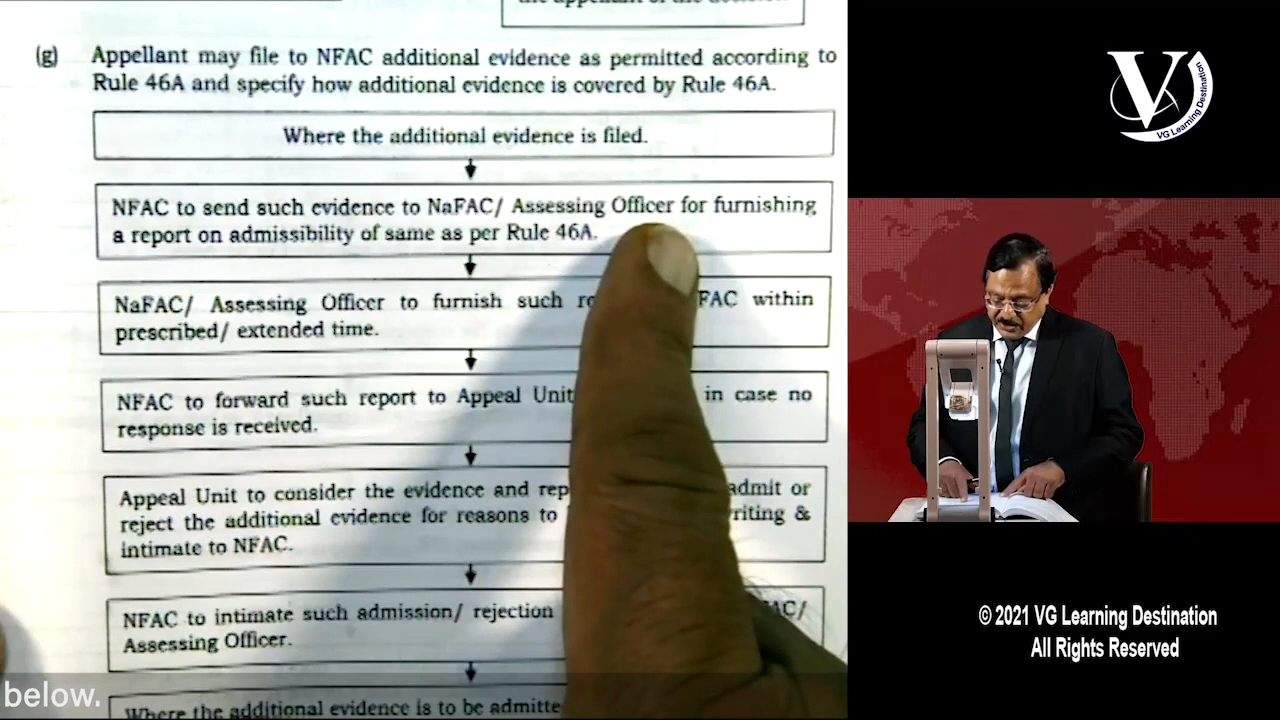 the appellant of the decision
(g) Appellant may file to NFAC additional evidence as permitted according to
Rule 46A and specify how additional evidence is covered by Rule 46A.
Where the additional evidence is filed.
NFAC to send such evidence to NaFAC/ Assessing Officer for furnishing
a report on admissibility of same as per Rule 46A.
NaFAC/ Assessing Officer to furnish such FAC within
prescribed/ extended time.
NFAC to forward such report to Appeal Unit in case no
response is received.
Appeal Unit to consider the evidence and admit or
reject the additional evidence for reasons to &
intimate to NFAC.
NFAC to intimate such admission/ rejection
Assessing Officer.
Where the additional evidence is to be
below.
V
VG Learning Destination
© 2021 VG Learning Destination
All Rights Reserved